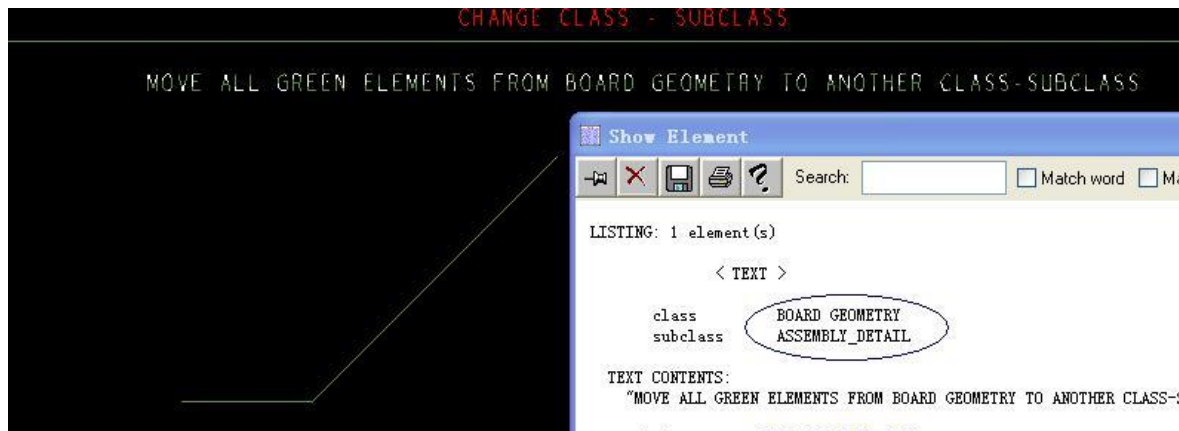 CHANGE CLASS - SUBCLASS
MOVE ALL GREEN ELEMENTS FROM BOARD GEOMETRY TO ANOTHER CLASS-SUBCLASS
Show Element
Search: Match word Ma
LISTING: 1 element(s)
< TEXT >
class BOARD GEOMETRY
subclass ASSEMBLY_DETAIL
TEXT CONTENTS:
"MOVE ALL GREEN ELEMENTS FROM BOARD GEOMETRY TO ANOTHER CLASS-S